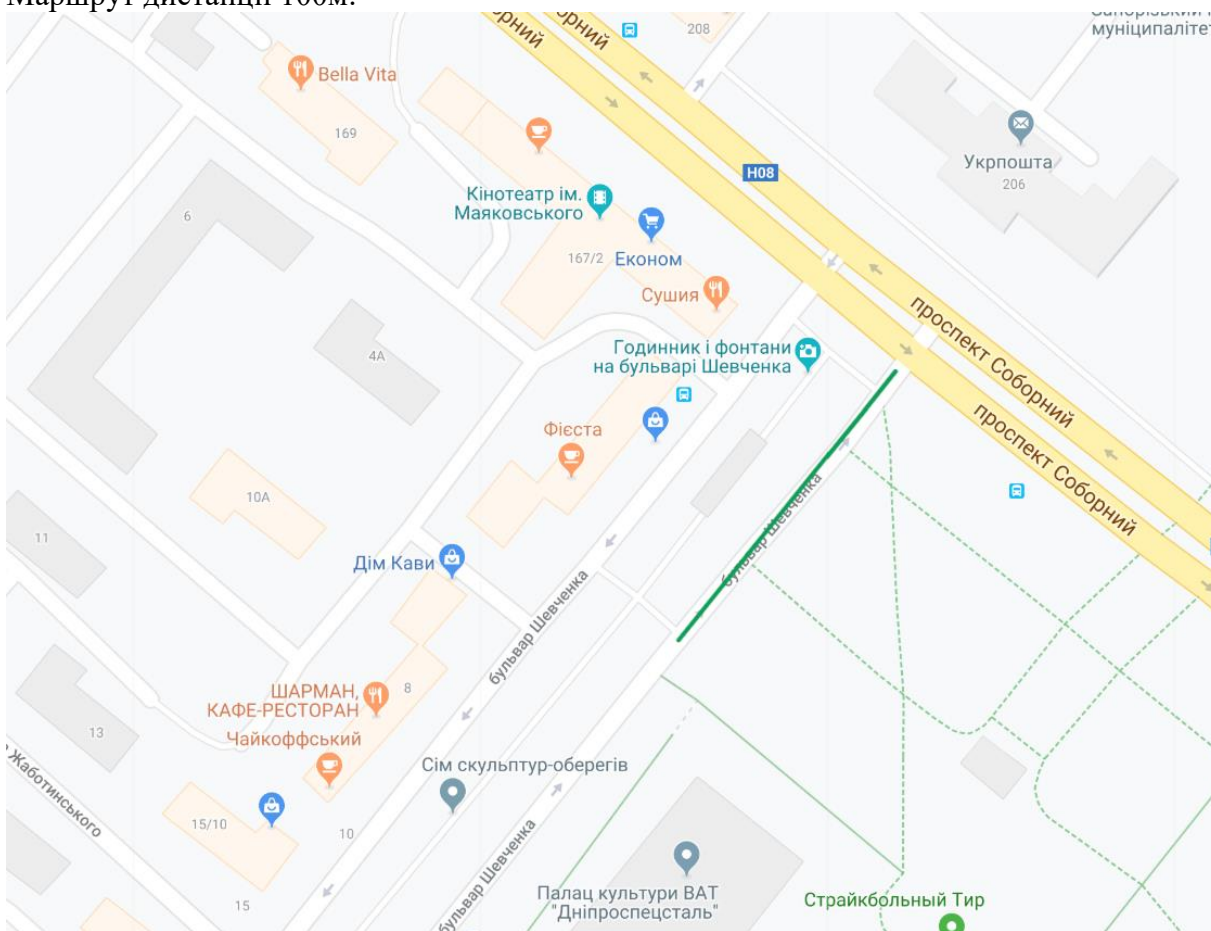 Маршрут дистанції 100м.
Соборний
Соборний
208
муніципаліте
Bella Vita
169
Укрпошта
206
H08
Кінотеатр ім.
Маяковського
6
167/2
Економ
Сушия
проспект Соборний
Годинник і фонтани
на бульварі Шевченка
4А
проспект Соборний
Фієста
10А
бульвар Шевченка
11
Дім Кави
бульвар Шевченка
ШАРМАН,
КАФЕ-РЕСТОРАН
8
13
Чайкоффський
Сім скульптур-оберегів
Жаботинського
15/10
10
бульвар Шевченка
Палац культури ВАТ
"Дніпроспецсталь"
Страйкбольный Тир
15